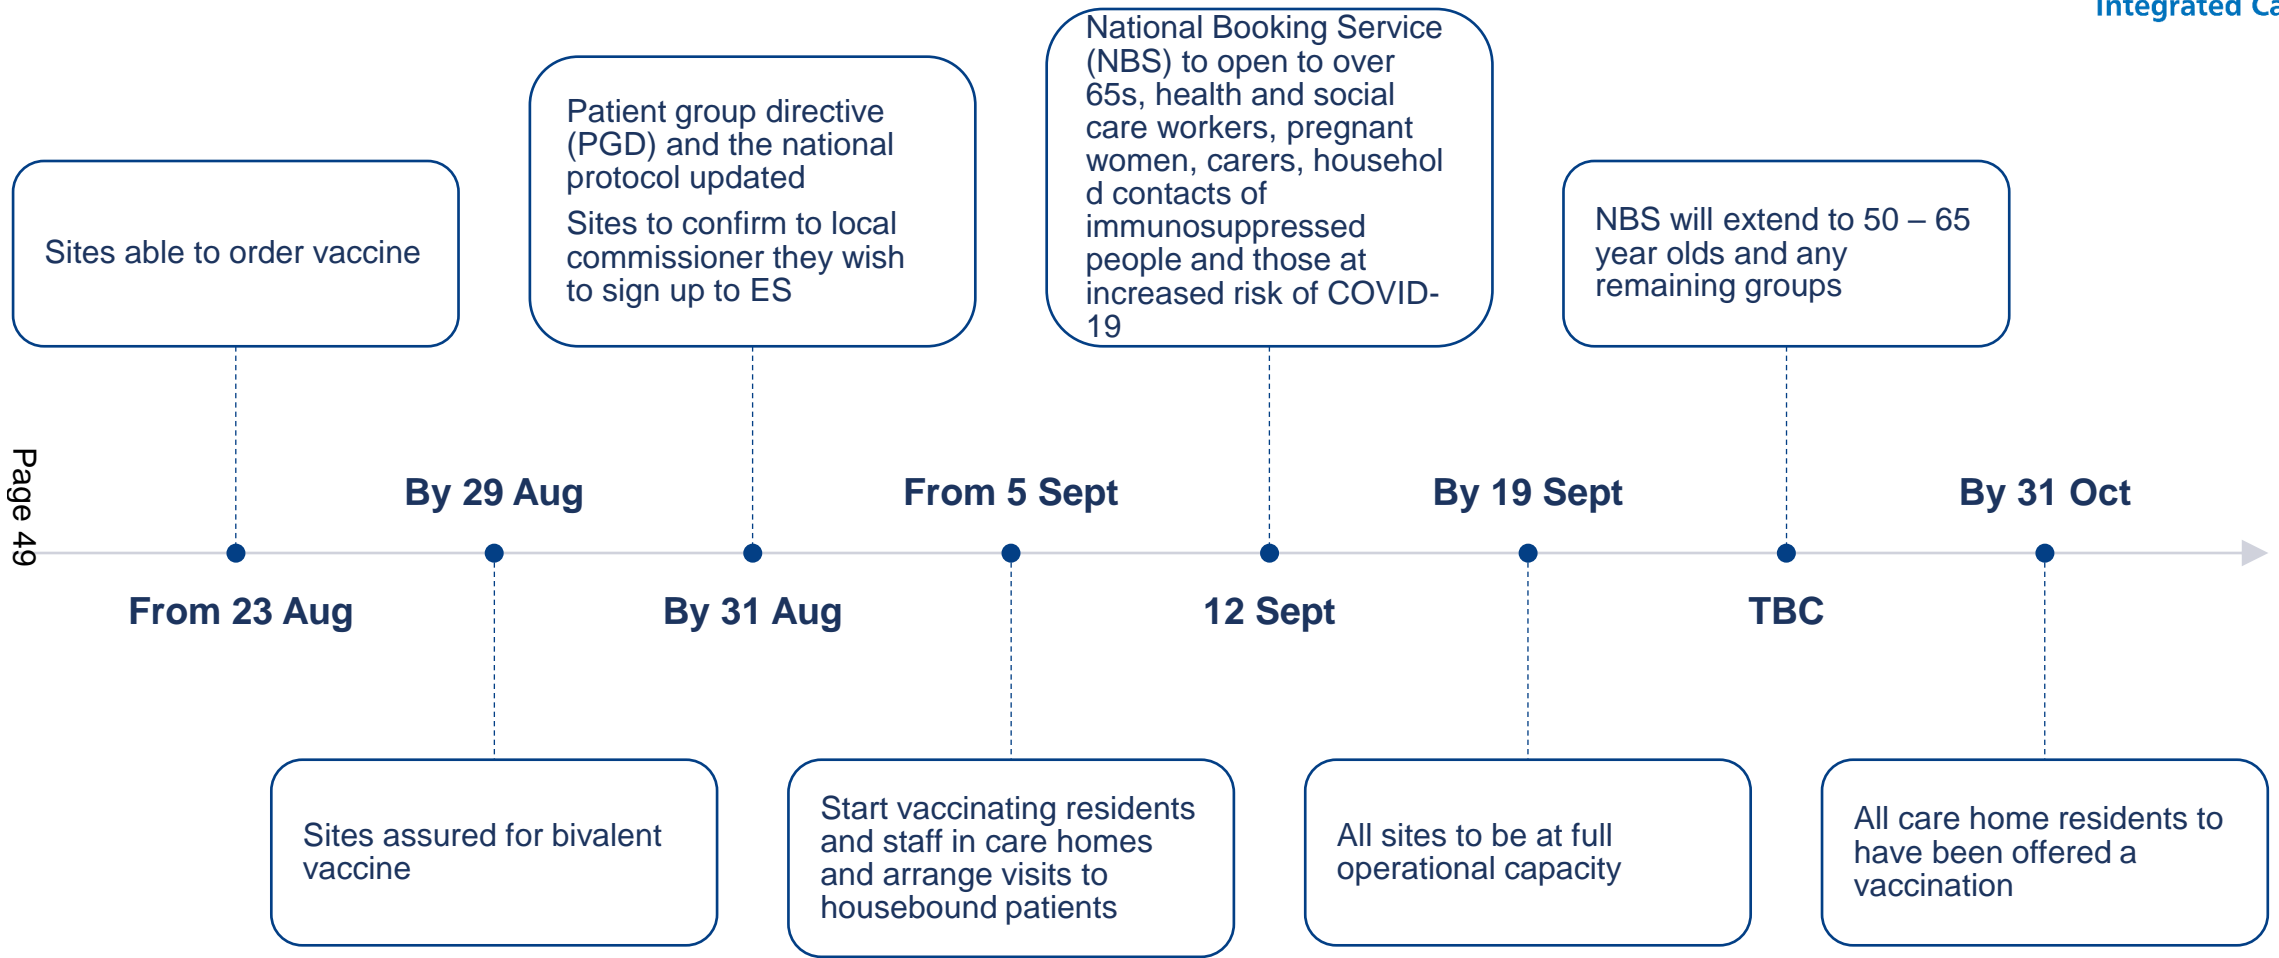 Integrated Ca
National Booking Service
(NBS) to open to over
65s, health and social
care workers, pregnant
women, carers, househol
d contacts of
immunosuppressed
people and those at
increased risk of COVID-
19
Patient group directive
(PGD) and the national
protocol updated
Sites to confirm to local
commissioner they wish
to sign up to ES
Sites able to order vaccine
NBS will extend to 50 – 65
year olds and any
remaining groups
Page 49
By 29 Aug
From 5 Sept
By 19 Sept
By 31 Oct
From 23 Aug
By 31 Aug
12 Sept
TBC
Sites assured for bivalent
vaccine
Start vaccinating residents
and staff in care homes
and arrange visits to
housebound patients
All sites to be at full
operational capacity
All care home residents to
have been offered a
vaccination